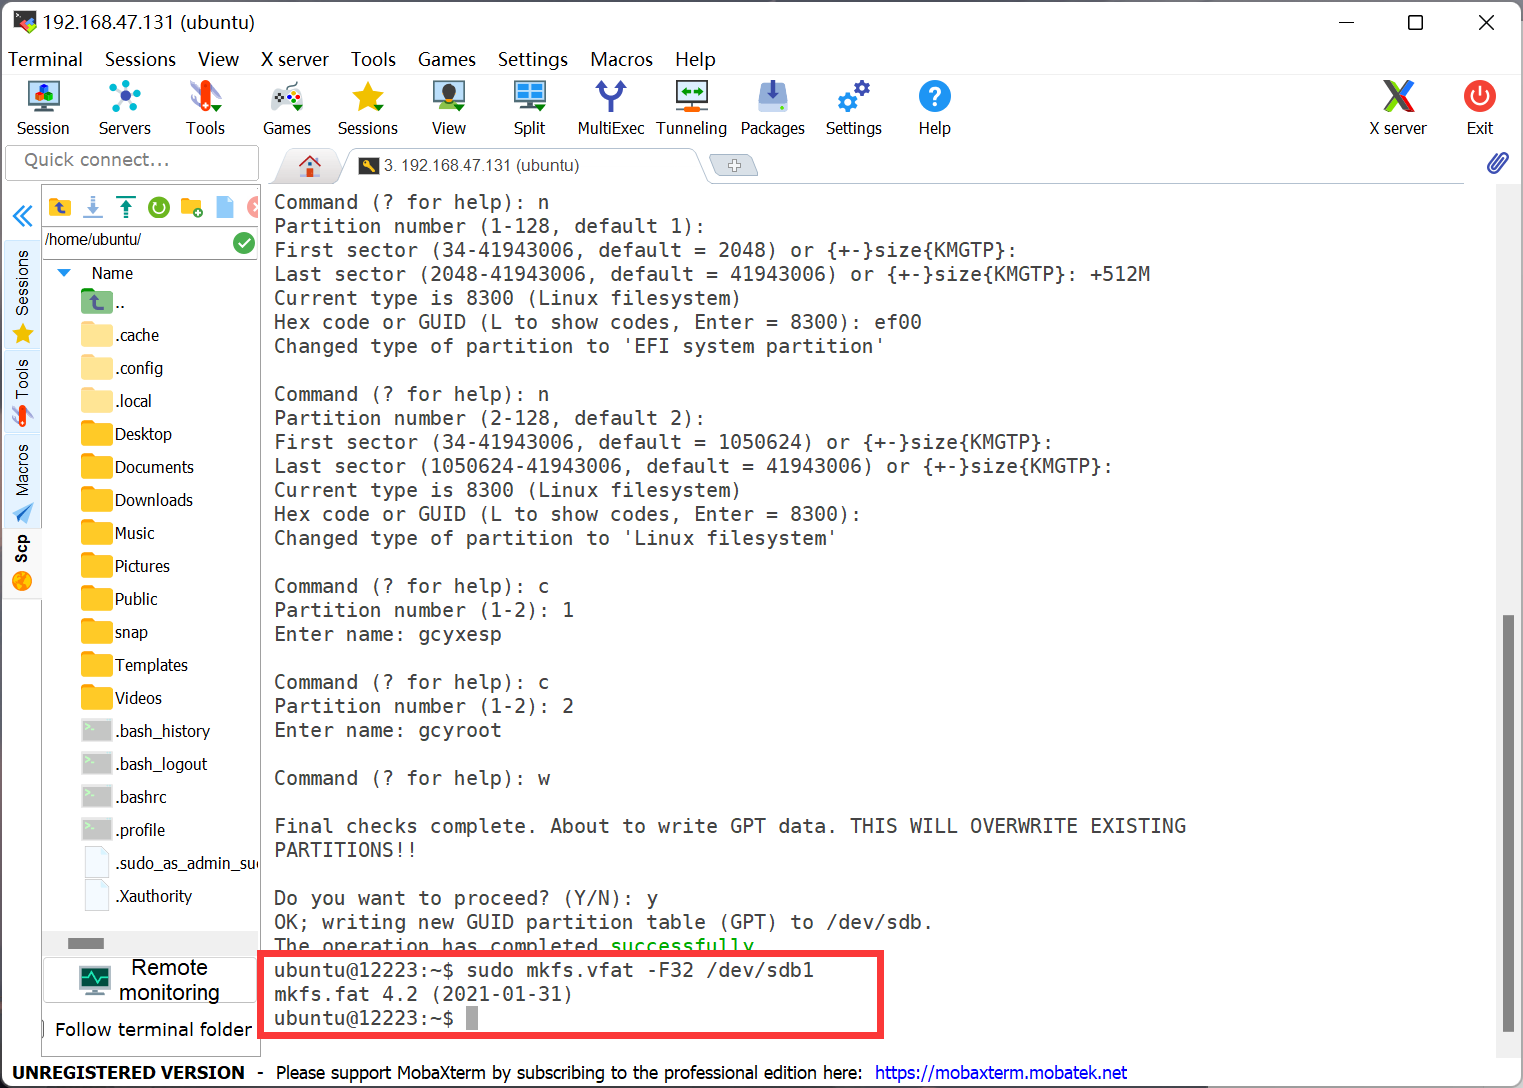 192.168.47.131 (ubuntu)
Terminal Sessions View X server Tools Games Settings Macros Help
Session Servers Tools Games Sessions View Split MultiExec Tunneling Packages Settings Help X server Exit
Quick connect...
3. 192.168.47.131 (ubuntu)
/home/ubuntu/
Name
..
.cache
.config
.local
Desktop
Documents
Downloads
Music
Pictures
Public
snap
Templates
Videos
.bash_history
.bash_logout
.bashrc
.profile
.sudo_as_admin_suc
.Xauthority
Sessions
Tools
Macros
Scp
Remote
monitoring
Follow terminal folder
Command (? for help): n
Partition number (1-128, default 1):
First sector (34-41943006, default = 2048) or {+-}size{KMGTP}:
Last sector (2048-41943006, default = 41943006) or {+-}size{KMGTP}: +512M
Current type is 8300 (Linux filesystem)
Hex code or GUID (L to show codes, Enter = 8300): ef00
Changed type of partition to 'EFI system partition'
Command (? for help): n
Partition number (2-128, default 2):
First sector (34-41943006, default = 1050624) or {+-}size{KMGTP}:
Last sector (1050624-41943006, default = 41943006) or {+-}size{KMGTP}:
Current type is 8300 (Linux filesystem)
Hex code or GUID (L to show codes, Enter = 8300):
Changed type of partition to 'Linux filesystem'
Command (? for help): c
Partition number (1-2): 1
Enter name: gcyxesp
Command (? for help): c
Partition number (1-2): 2
Enter name: gcyroot
Command (? for help): w
Final checks complete. About to write GPT data. THIS WILL OVERWRITE EXISTING
PARTITIONS!!
Do you want to proceed? (Y/N): y
OK; writing new GUID partition table (GPT) to /dev/sdb.
The operation has completed successfully.
ubuntu@12223:~$ sudo mkfs.vfat -F32 /dev/sdb1
mkfs.fat 4.2 (2021-01-31)
ubuntu@12223:~$
UNREGISTERED VERSION - Please support MobaXterm by subscribing to the professional edition here: https://mobaxterm.mobatek.net